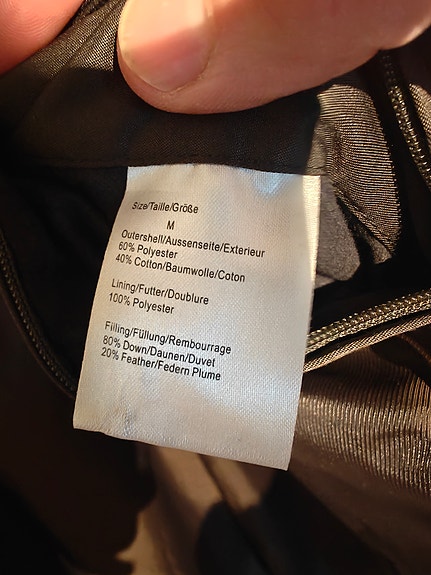 Size/Taille/Größe
M
Outershell/Aussenseite/Exterieur
60% Polyester
40% Cotton/Baumwolle/Coton
Lining/Futter/Doublure
100% Polyester
Filling/Füllung/Rembourrage
80% Down/Daunen/Duvet
20% Feather/Federn Plume